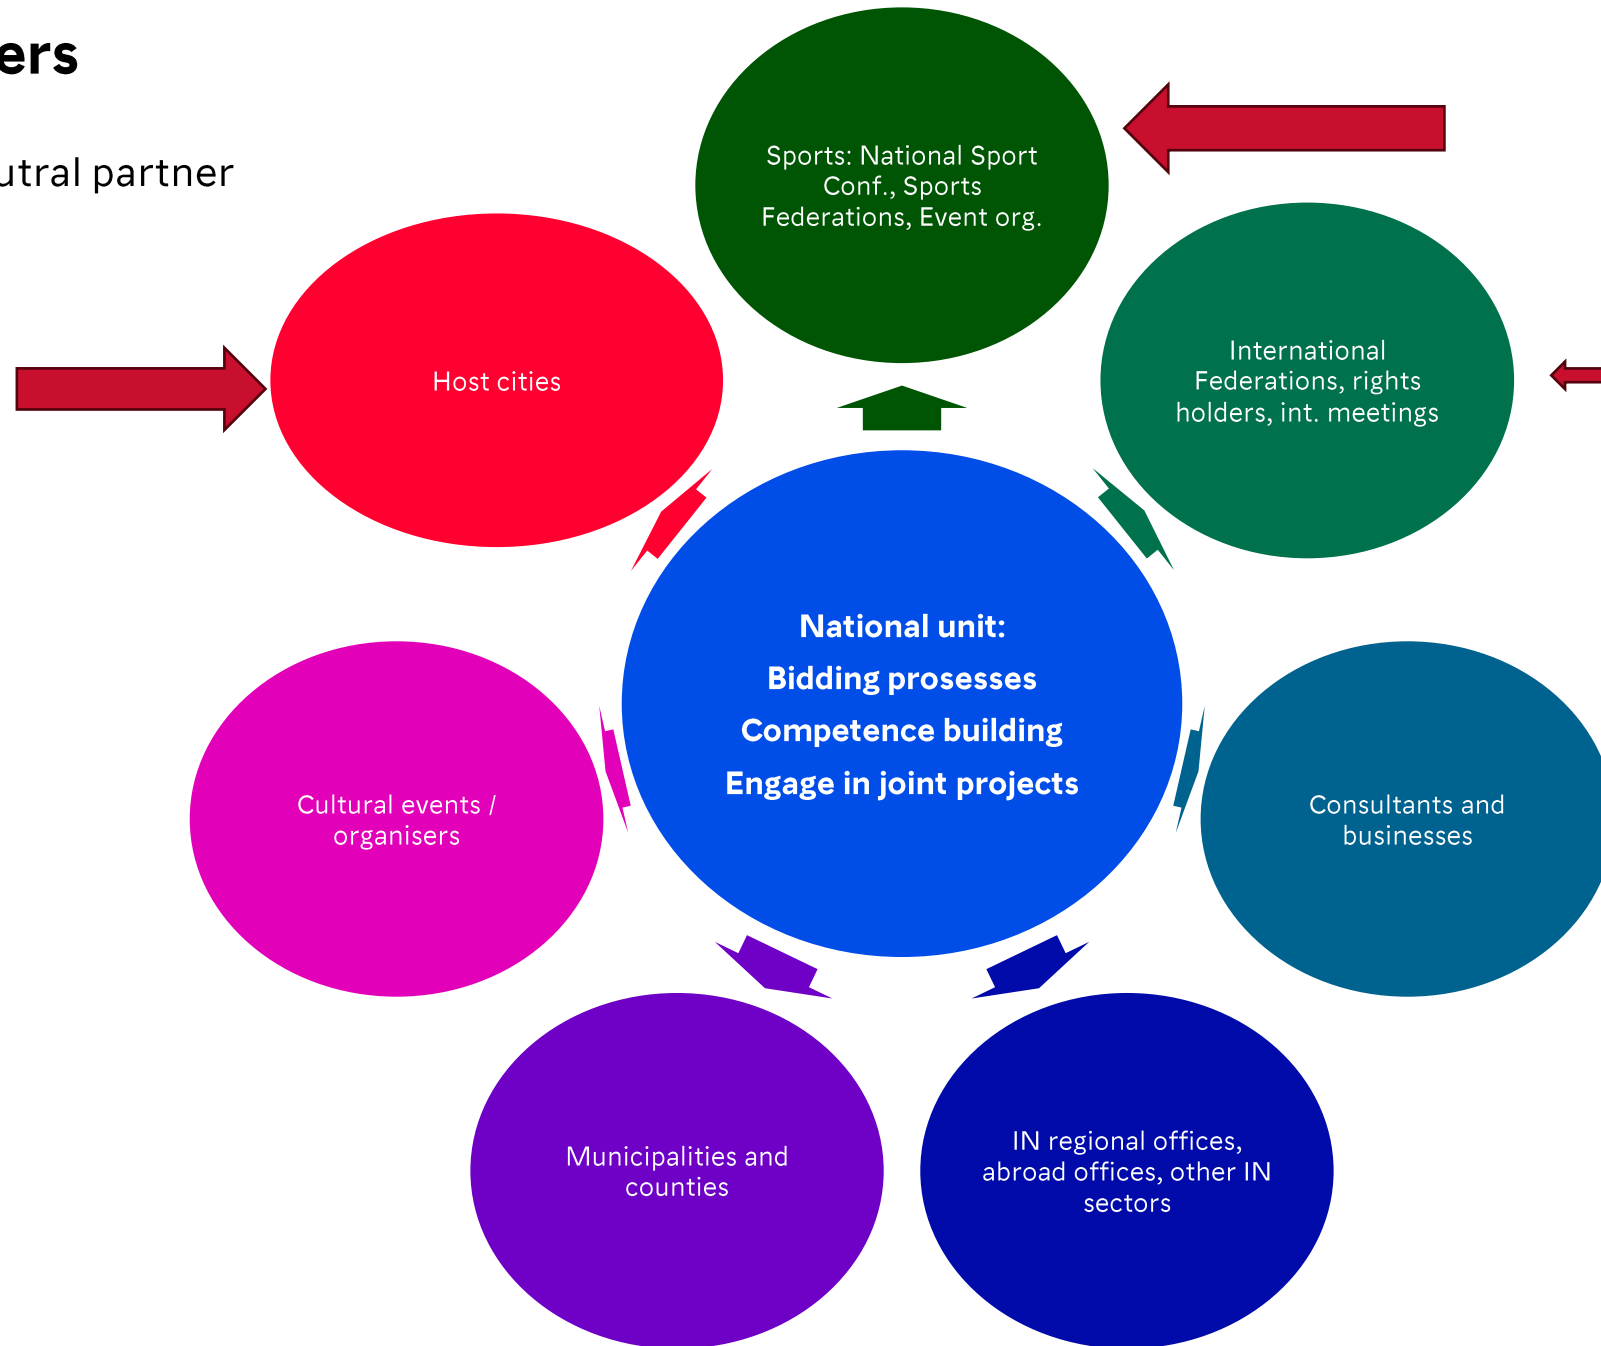 ers
utral partner
Sports: National Sport
Conf., Sports
Federations, Event org.
Host cities
International
Federations, rights
holders, int. meetings
National unit:
Bidding prosesses
Competence building
Engage in joint projects
Cultural events /
organisers
Consultants and
businesses
Municipalities and
counties
IN regional offices,
abroad offices, other IN
sectors